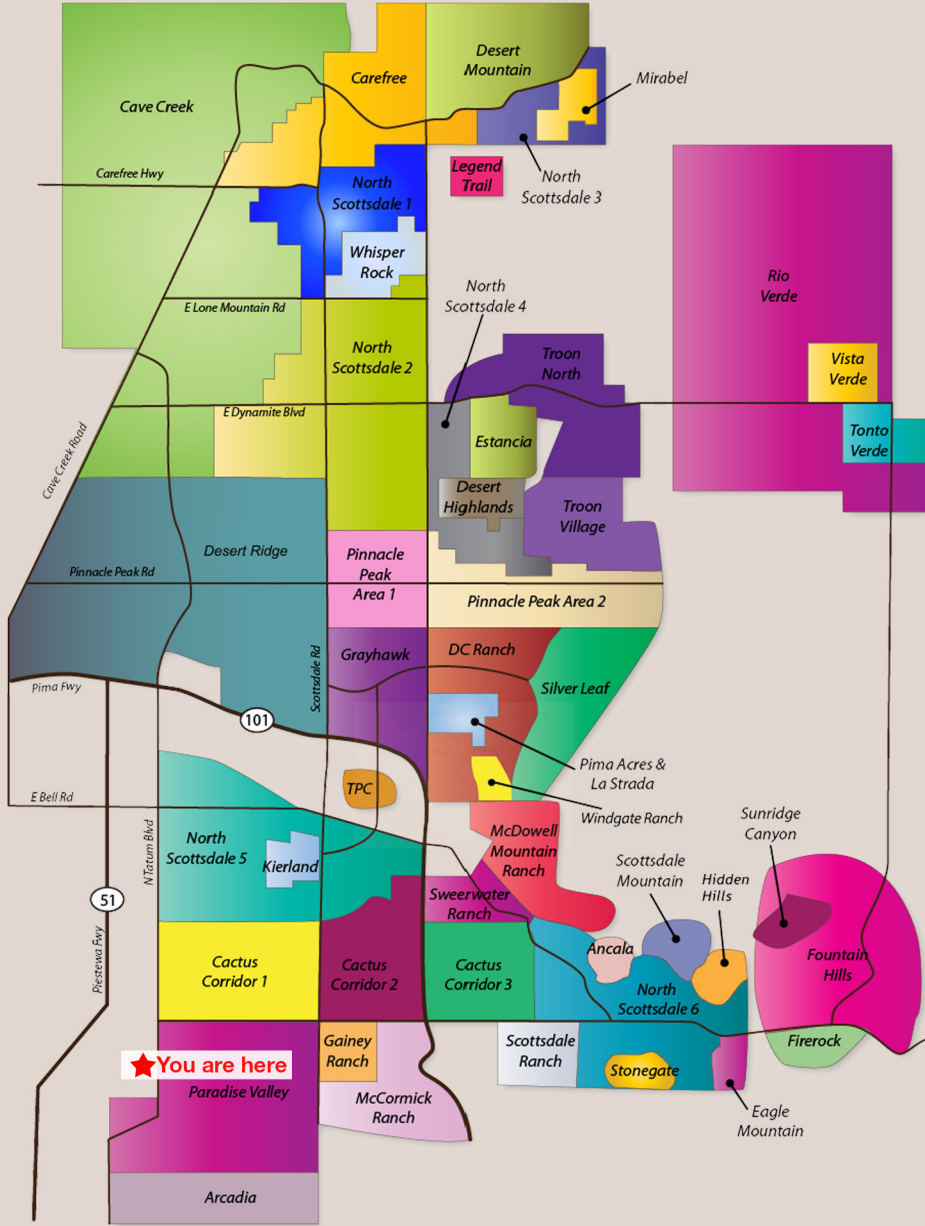 Cave Creek
Carefree
Desert
Mountain
Mirabel
Carefree Hwy
North
Scottsdale 1
Legend
Trail
North
Scottsdale 3
Whisper
Rock
Rio
Verde
E Lone Mountain Rd
North
Scottsdale 4
North
Scottsdale 2
Troon
North
Vista
Verde
E Dynamite Blvd
Cave Creek Road
Estancia
Tonto
Verde
Desert
Highlands
Troon
Village
Desert Ridge
Pinnacle
Peak
Area 1
Pinnacle Peak Rd
Pinnacle Peak Area 2
Scottsdale Rd
Grayhawk
DC Ranch
Silver Leaf
Pima Fwy
101
Pima Acres &
La Strada
TPC
Windgate Ranch
E Bell Rd
N Tatum Blvd
North
Scottsdale 5
Kierland
McDowell
Mountain
Ranch
Sunridge
Canyon
Scottsdale
Mountain
Hidden
Hills
51
Piestewa Fwy
Sweerwater
Ranch
Cactus
Corridor 1
Cactus
Corridor 2
Cactus
Corridor 3
Ancala
North
Scottsdale 6
Fountain
Hills
You are here
Paradise Valley
Gainey
Ranch
McCormick
Ranch
Scottsdale
Ranch
Stonegate
Firerock
Eagle
Mountain
Arcadia